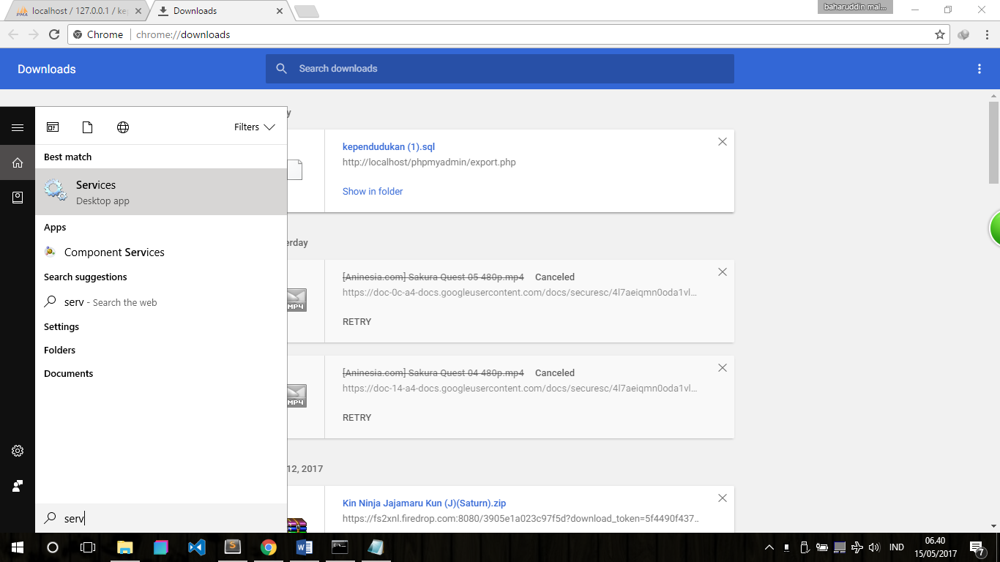 localhost / 127.0.0.1 / kep
Downloads
baharuddin mal...
Chrome
chrome://downloads
Downloads
Search downloads
Filters
Best match
Services
Desktop app
Apps
Component Services
Search suggestions
serv - Search the web
Settings
Folders
Documents
serv
y
kependudukan (1).sql
http://localhost/phpmyadmin/export.php
Show in folder
erday
[Aninesia.com] Sakura Quest 05 480p.mp4 Canceled
https://doc-0c-a4-docs.googleusercontent.com/docs/securesc/4l7aeiqmn0oda1vl...
MP4
RETRY
[Aninesia.com] Sakura Quest 04 480p.mp4 Canceled
https://doc-14-a4-docs.googleusercontent.com/docs/securesc/4l7aeiqmn0oda1vl...
MP4
RETRY
12, 2017
Kin Ninja Jajamaru Kun (J)(Saturn).zip
https://fs2xnl.firedrop.com:8080/3905e1a023c97f5d?download_token=5f4490f437...
IND
06.40
15/05/2017
7